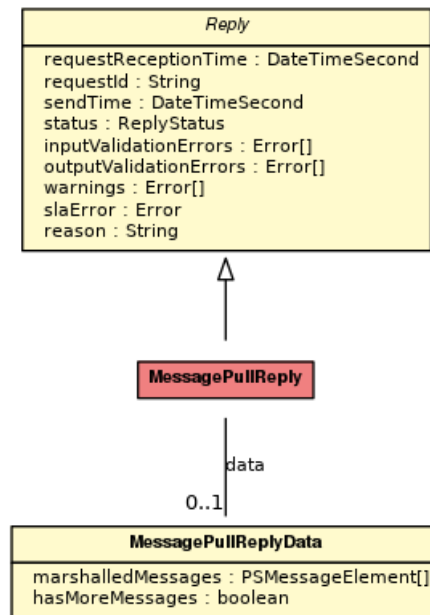 Reply
requestReceptionTime : DateTimeSecond
requestId : String
sendTime : DateTimeSecond
status : ReplyStatus
inputValidationErrors : Error[]
outputValidationErrors : Error[]
warnings : Error[]
slaError : Error
reason : String
MessagePullReply
data
0..1
MessagePullReplyData
marshalledMessages : PSMessageElement[]
hasMoreMessages : boolean